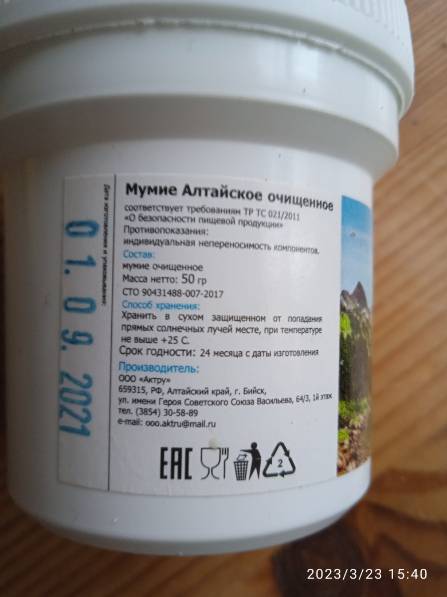 Мумие Алтайское очищенное
соответствует требованиям ТР ТС 021/2011
«О безопасности пищевой продукции»
Противопоказания:
индивидуальная непереносимость компонентов.
Состав:
мумие очищенное
Масса нетто: 50 гр
СТО 90431488-007-2017
Способ хранения:
Хранить в сухом защищенном от попадания
прямых солнечных лучей месте, при температуре
не выше +25 С.
Срок годности: 24 месяца с даты изготовления
Производитель:
ООО «Актру»
659315, РФ, Алтайский край, г. Бийск,
ул. имени Героя Советского Союза Васильева, 64/3, 1й этаж
тел. (3854) 30-58-89
e-mail: ooo.aktru@mail.ru
Дата изготовления и упаковывания:
01.09.2021
EAC
2
2023/3/23 15:40